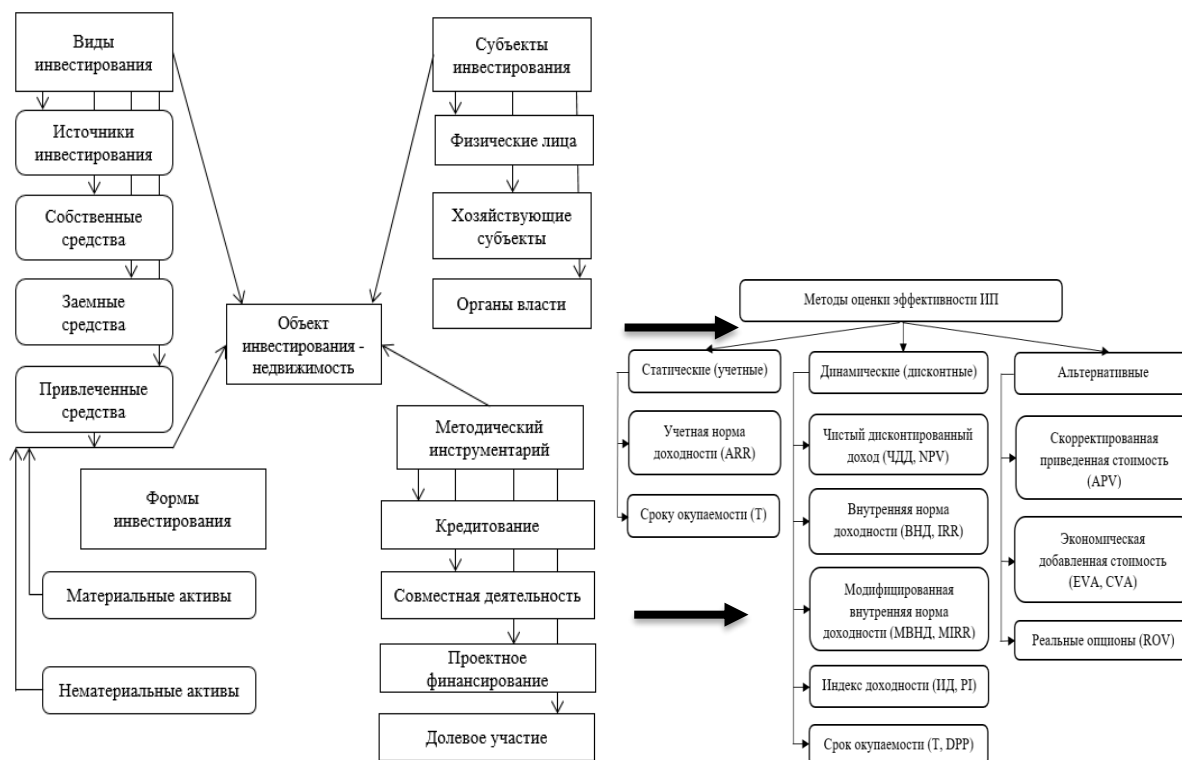 Виды
инвестирования
Источники
инвестирования
Собственные
средства
Заемные
средства
Привлеченные
средства
Формы
инвестирования
Материальные активы
Нематериальные активы
Субъекты
инвестирования
Физические лица
Хозяйствующие
субъекты
Органы власти
Объект
инвестирования -
недвижимость
Методический
инструментарий
Кредитование
Совместная деятельность
Проектное
финансирование
Долевое участие
Методы оценки эффективности ИП
Статические (учетные)
Учетная норма
доходности (ARR)
Сроку окупаемости (Т)
Динамические (дисконтные)
Чистый дисконтированный
доход (ЧДД, NPV)
Внутренняя норма
доходности (ВНД, IRR)
Модифицированная
внутренняя норма
доходности (МВНД, MIRR)
Индекс доходности (ИД, PI)
Срок окупаемости (Т, DPP)
Альтернативные
Скорректированная
приведенная стоимость
(APV)
Экономическая
добавленная стоимость
(EVA, CVA)
Реальные опционы (ROV)